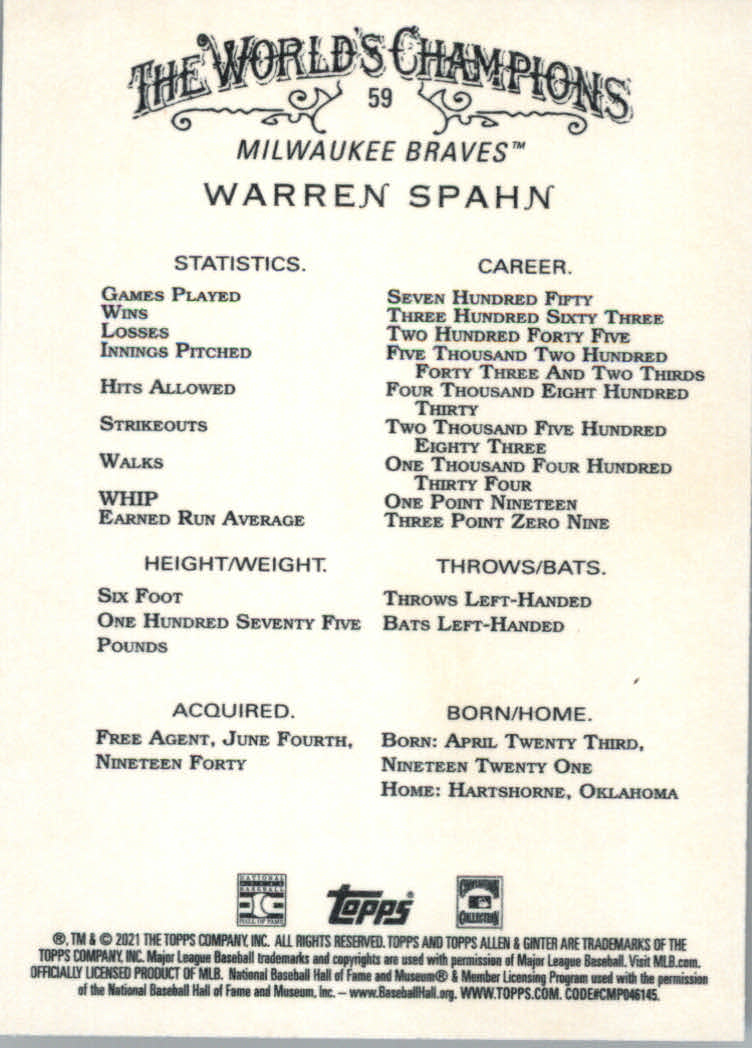 THE WORLD'S CHAMPIONS
59
MILWAUKEE BRAVES™
WARREN SPAHN
STATISTICS. CAREER.
GAMES PLAYED SEVEN HUNDRED FIFTY
WINS THREE HUNDRED SIXTY THREE
LOSSES TWO HUNDRED FORTY FIVE
INNINGS PITCHED FIVE THOUSAND TWO HUNDRED
FORTY THREE AND TWO THIRDS
HITS ALLOWED FOUR THOUSAND EIGHT HUNDRED
THIRTY
STRIKEOUTS TWO THOUSAND FIVE HUNDRED
EIGHTY THREE
WALKS ONE THOUSAND FOUR HUNDRED
THIRTY FOUR
WHIP ONE POINT NINETEEN
EARNED RUN AVERAGE THREE POINT ZERO NINE
HEIGHT/WEIGHT.
SIX FOOT
ONE HUNDRED SEVENTY FIVE
POUNDS
THROWS/BATS.
THROWS LEFT-HANDED
BATS LEFT-HANDED
ACQUIRED.
FREE AGENT, JUNE FOURTH,
NINETEEN FORTY
BORN/HOME.
BORN: APRIL TWENTY THIRD,
NINETEEN TWENTY ONE
HOME: HARTSHORNE, OKLAHOMA
NATIONAL
BASEBALL
HALL OF FAME
TOPPS®
COOPERSTOWN
COLLECTION
®, TM & © 2021 THE TOPPS COMPANY, INC. ALL RIGHTS RESERVED. TOPPS AND TOPPS ALLEN & GINTER ARE TRADEMARKS OF THE
TOPPS COMPANY, INC. Major League Baseball trademarks and copyrights are used with permission of Major League Baseball. Visit MLB.com.
OFFICIALLY LICENSED PRODUCT OF MLB. National Baseball Hall of Fame and Museum® & Member Licensing Program used with the permission
of the National Baseball Hall of Fame and Museum, Inc. – www.BaseballHall.org. WWW.TOPPS.COM. CODE#CMP046145.